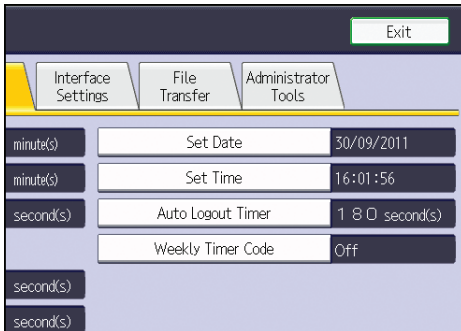 Exit
Interface
Settings
File
Transfer
Administrator
Tools
minute(s)
Set Date
30/09/2011
minute(s)
Set Time
16:01:56
second(s)
Auto Logout Timer
180 second(s)
Weekly Timer Code
Off
second(s)
second(s)